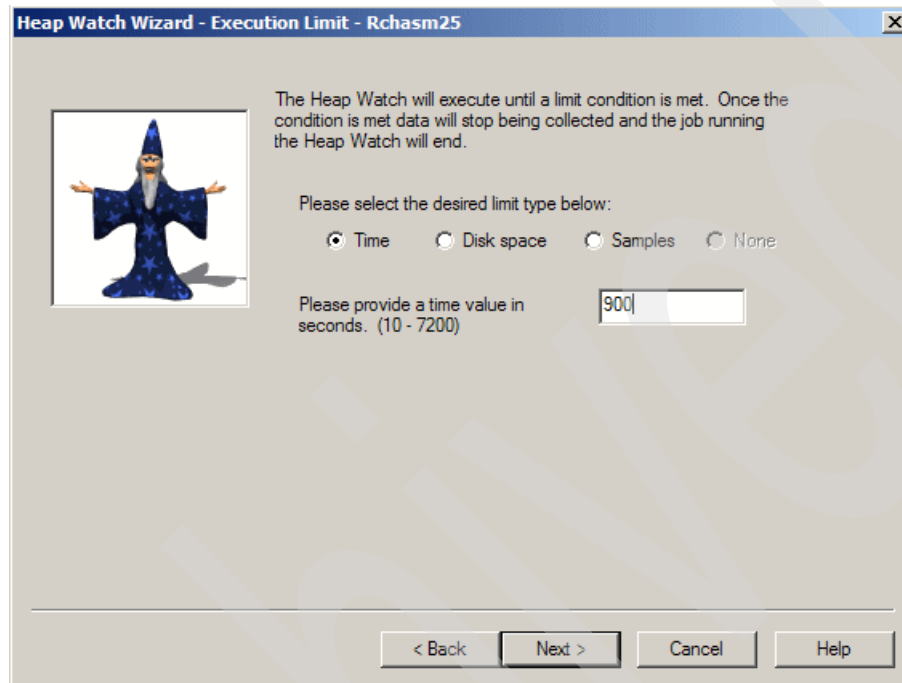 Heap Watch Wizard - Execution Limit - Rchasm25
The Heap Watch will execute until a limit condition is met. Once the
condition is met data will stop being collected and the job running
the Heap Watch will end.
Please select the desired limit type below:
Time Disk space Samples None
Please provide a time value in
seconds. (10 - 7200)
900
< Back Next > Cancel Help